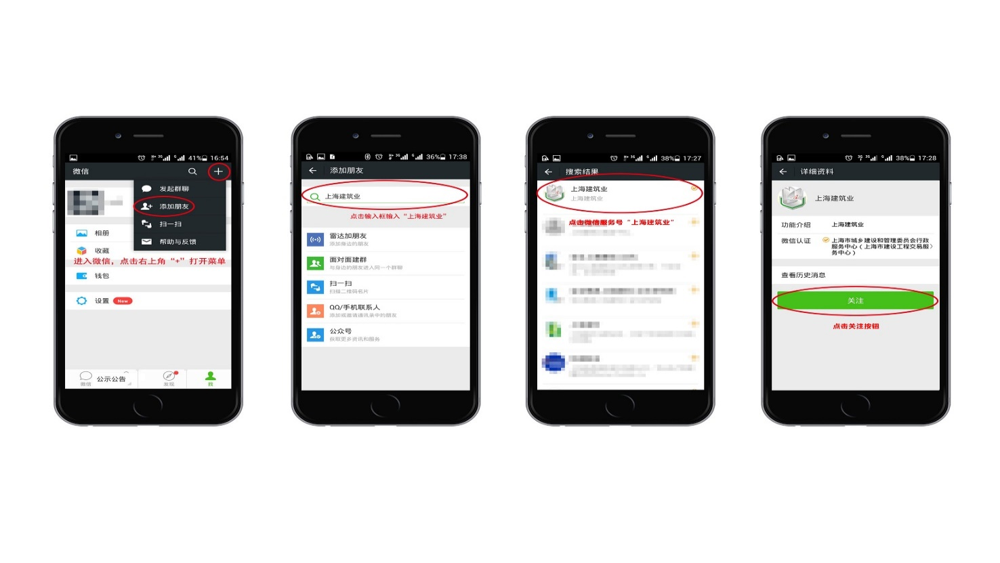 41% 16:54
微信
发起群聊
添加朋友
扫一扫
帮助与反馈
相册
收藏
进入微信，点击右上角“+”打开菜单
钱包
设置 New
微信 公示公告 发现 我
36% 17:38
添加朋友
上海建筑业
点击输入框输入“上海建筑业”
雷达加朋友
添加身边的朋友
面对面建群
与身边的朋友进入同一个群聊
扫一扫
扫描二维码名片
QQ/手机联系人
添加或邀请通讯录中的朋友
公众号
获取更多资讯和服务
38% 17:27
搜索结果
上海建筑业
上海建筑业
点击微信服务号“上海建筑业”
38% 17:28
详细资料
上海建筑业
功能介绍 上海建筑业
微信认证 上海市城乡建设和管理委员会行政
服务中心（上海市建设工程交易服
务中心）
查看历史消息
关注
点击关注按钮